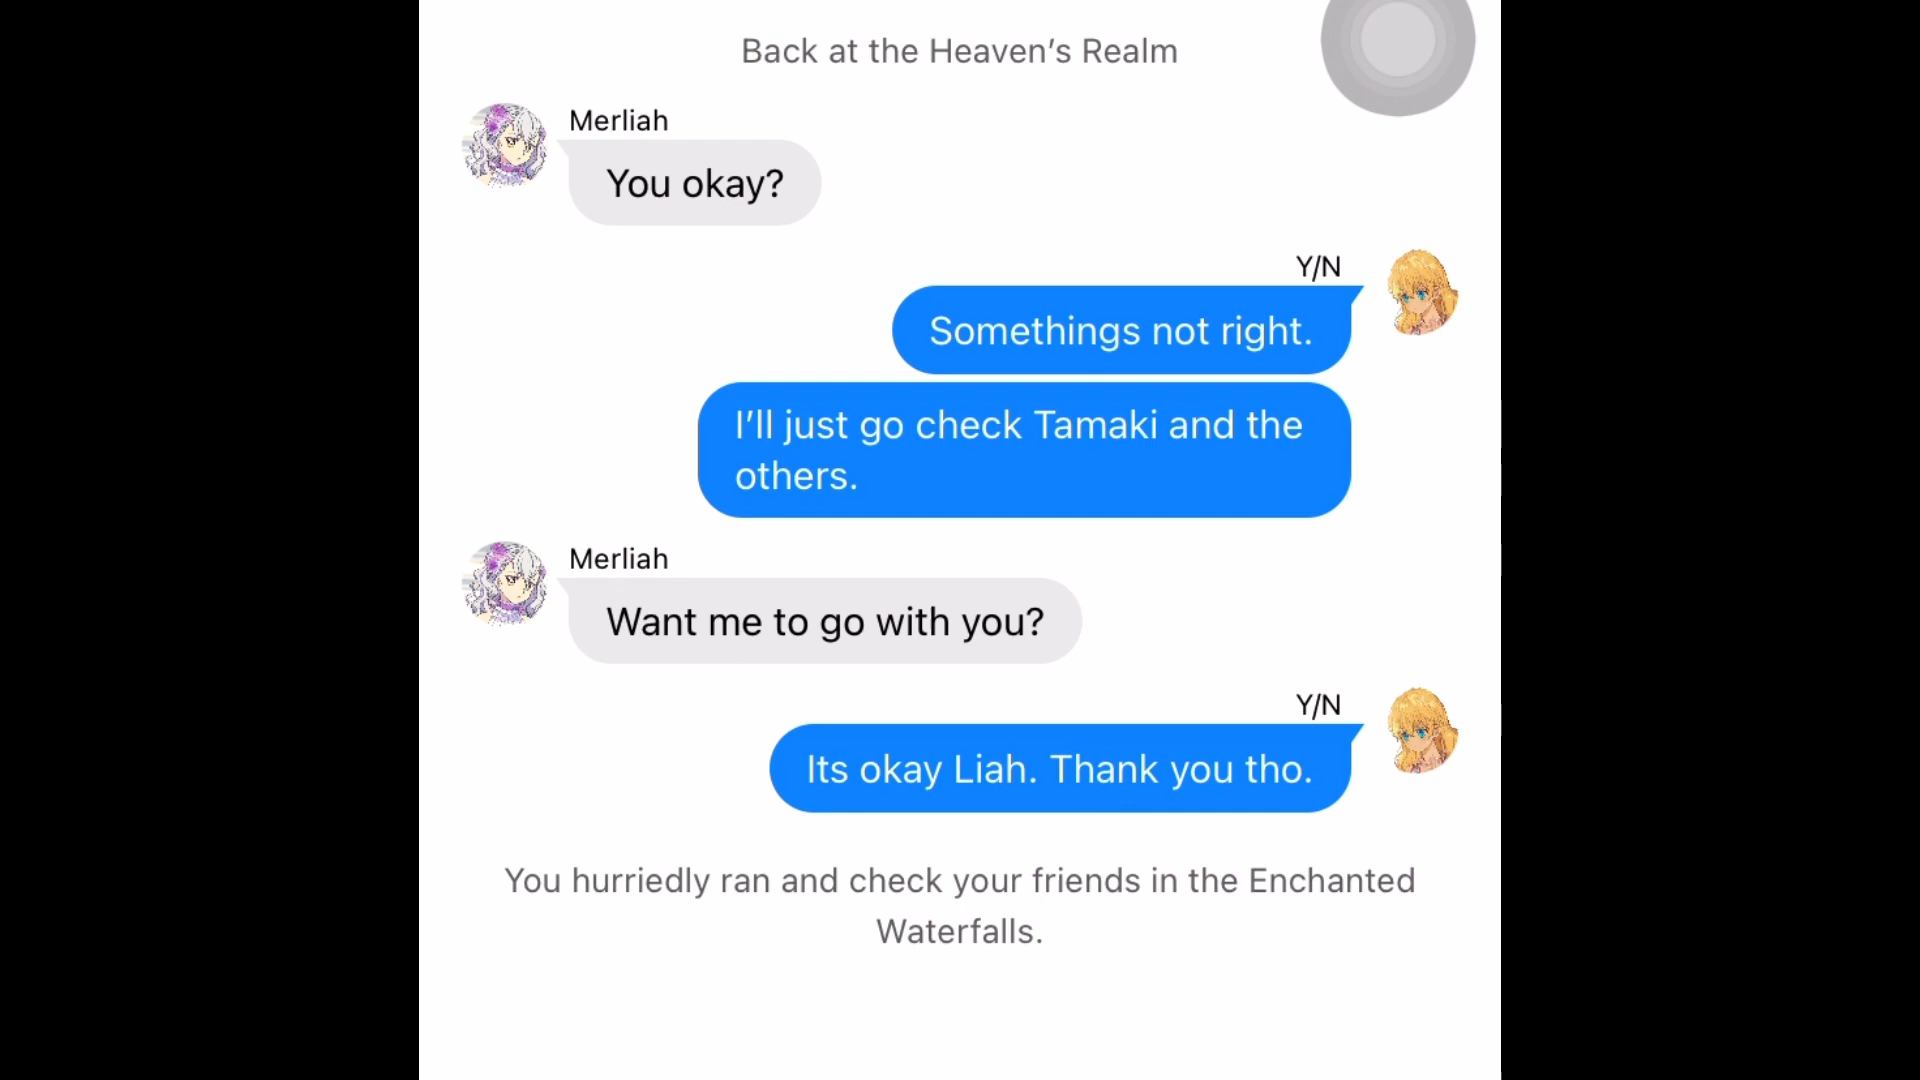 Back at the Heaven’s Realm
Merliah
You okay?
Y/N
Somethings not right.
I’ll just go check Tamaki and the
others.
Merliah
Want me to go with you?
Y/N
Its okay Liah. Thank you tho.
You hurriedly ran and check your friends in the Enchanted
Waterfalls.